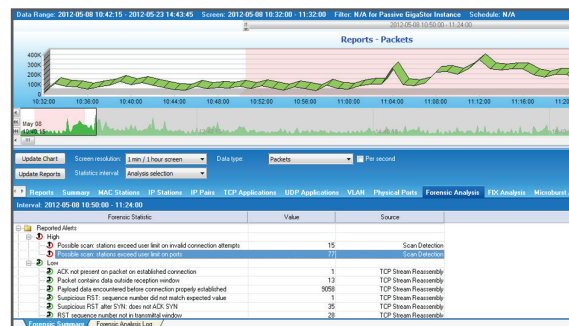 Data Range: 2012-05-08 10:42:15 - 2012-05-23 14:43:45 Screen: 2012-05-08 10:32:00 - 11:32:00 Filter: N/A for Passive GigaStor Instance Schedule: N/A
2012-05-08 10:50:00 - 11:24:00
Reports - Packets
400K
300K
200K
100K
0
10:32:00 10:36:00 10:40:00 10:44:00 10:48:00 10:52:00 10:56:00 11:00:00 11:04:00 11:08:00 11:12:00 11:16:00 11:20
May 08
10:42:15
Update Chart Screen resolution: 1 min / 1 hour screen Data type: Packets Per second
Update Reports Statistics interval: Analysis selection
Reports Summary MAC Stations IP Stations IP Pairs TCP Applications UDP Applications VLAN Physical Ports Forensic Analysis FIX Analysis Microburst
Interval: 2012-05-08 10:50:00 - 11:24:00
Forensic Statistic Value Source
Reported Alerts
High
Possible scan: stations exceed user limit on invalid connection attempts 15 Scan Detection
Possible scan: stations exceed user limit on ports 77 Scan Detection
Low
ACK not present on packet on established connection 1 TCP Stream Reassembly
Packet contains data outside reception window 13 TCP Stream Reassembly
Payload data encountered before connection properly established 9058 TCP Stream Reassembly
Suspicious RST: sequence number did not match expected value 1 TCP Stream Reassembly
Suspicious RST after SYN: does not ACK SYN 35 TCP Stream Reassembly
RST sequence number not in transmittal window 28 TCP Stream Reassembly
Forensic Summary Forensic Analysis Log